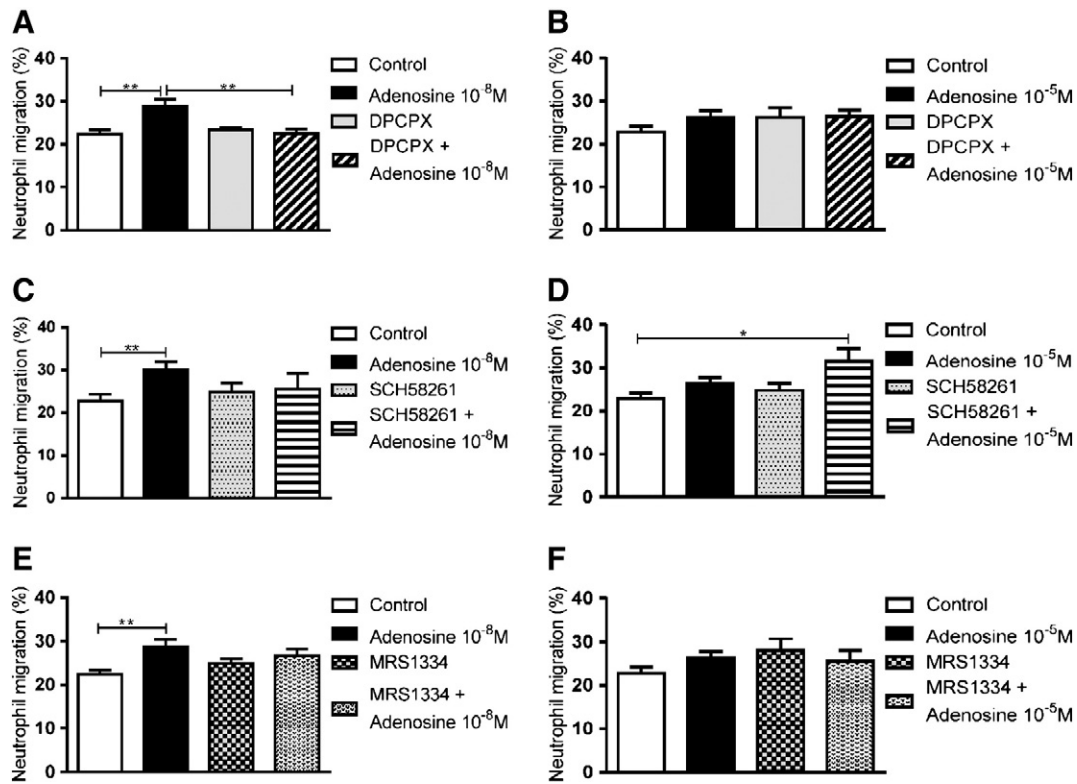 A
Neutrophil migration (%)
40
30
20
10
0
**
**
Control
Adenosine 10⁻⁸M
DPCPX
DPCPX +
Adenosine 10⁻⁸M
B
Neutrophil migration (%)
40
30
20
10
0
Control
Adenosine 10⁻⁵M
DPCPX
DPCPX +
Adenosine 10⁻⁵M
C
Neutrophil migration (%)
40
30
20
10
0
**
Control
Adenosine 10⁻⁸M
SCH58261
SCH58261 +
Adenosine 10⁻⁸M
D
Neutrophil migration (%)
40
30
20
10
0
*
Control
Adenosine 10⁻⁵M
SCH58261
SCH58261 +
Adenosine 10⁻⁵M
E
Neutrophil migration (%)
40
30
20
10
0
**
Control
Adenosine 10⁻⁸M
MRS1334
MRS1334 +
Adenosine 10⁻⁸M
F
Neutrophil migration (%)
40
30
20
10
0
Control
Adenosine 10⁻⁵M
MRS1334
MRS1334 +
Adenosine 10⁻⁵M